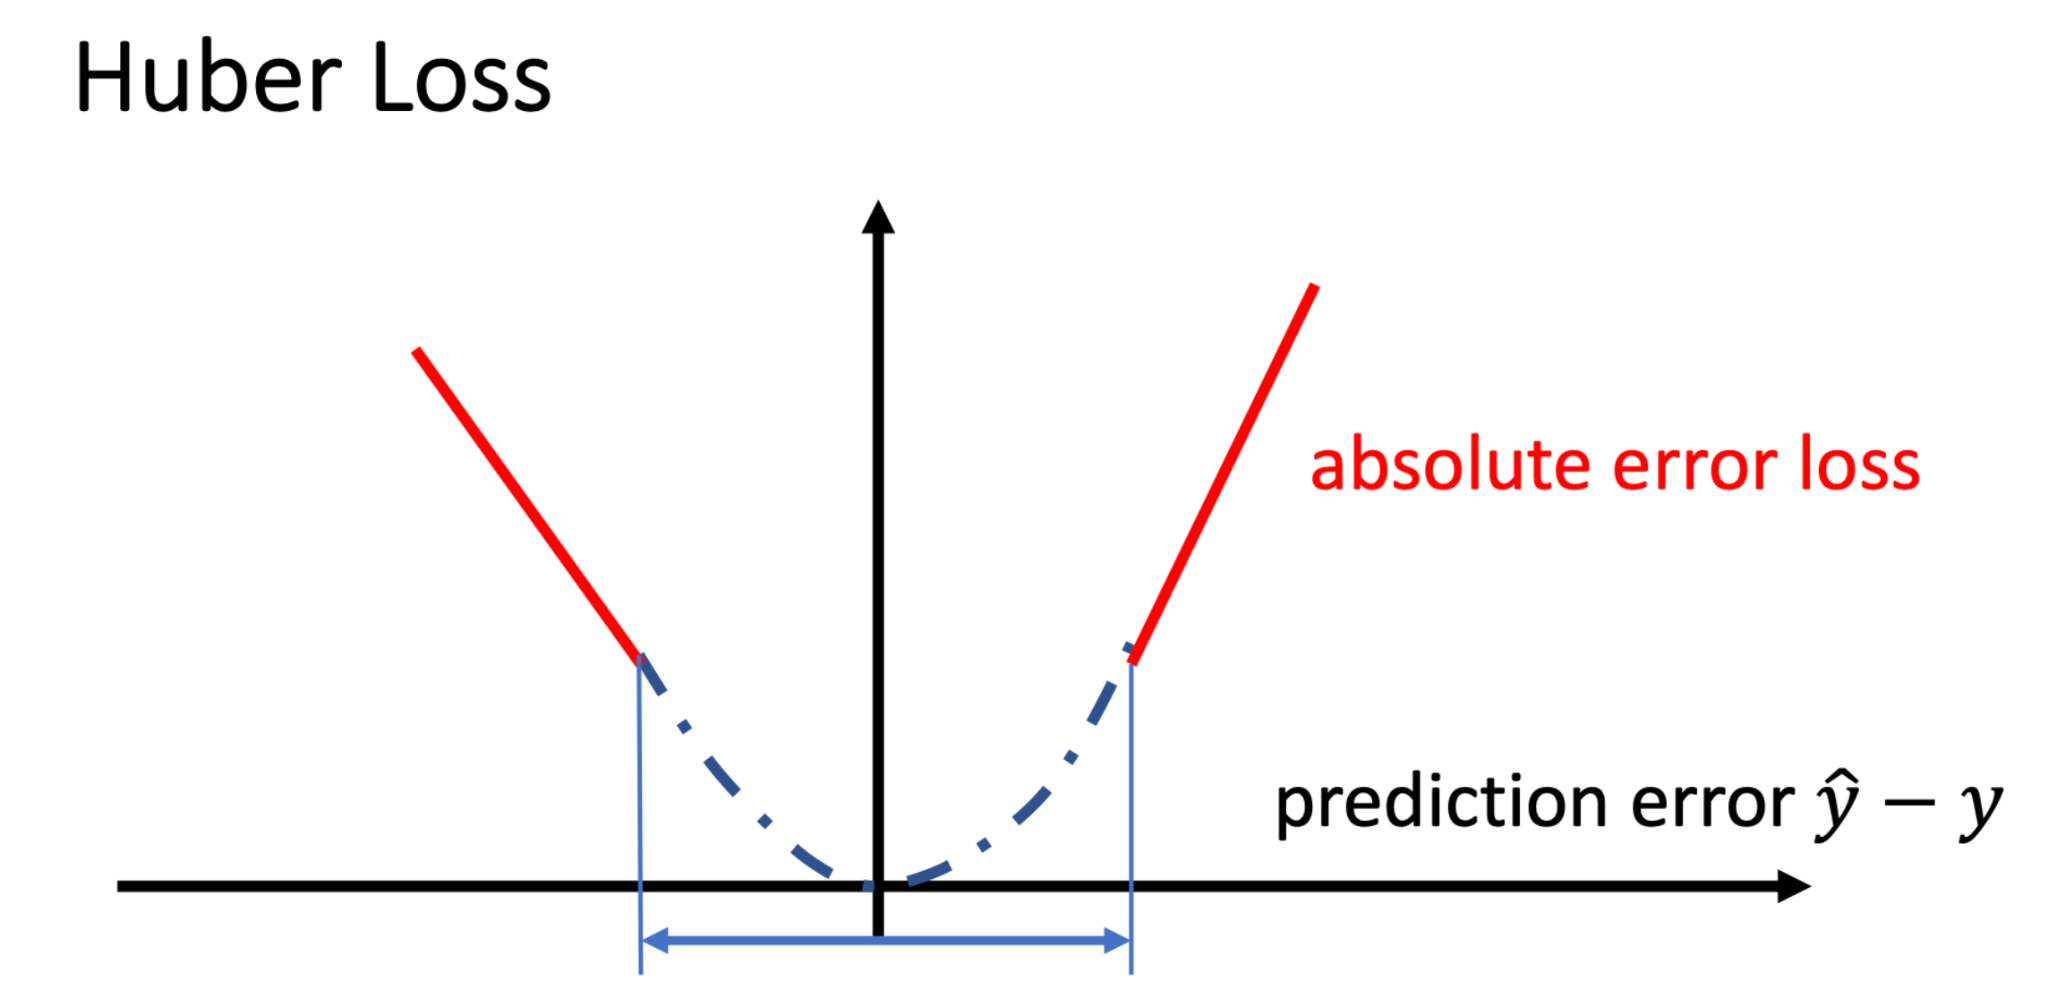 Huber Loss
absolute error loss
prediction error ŷ − y